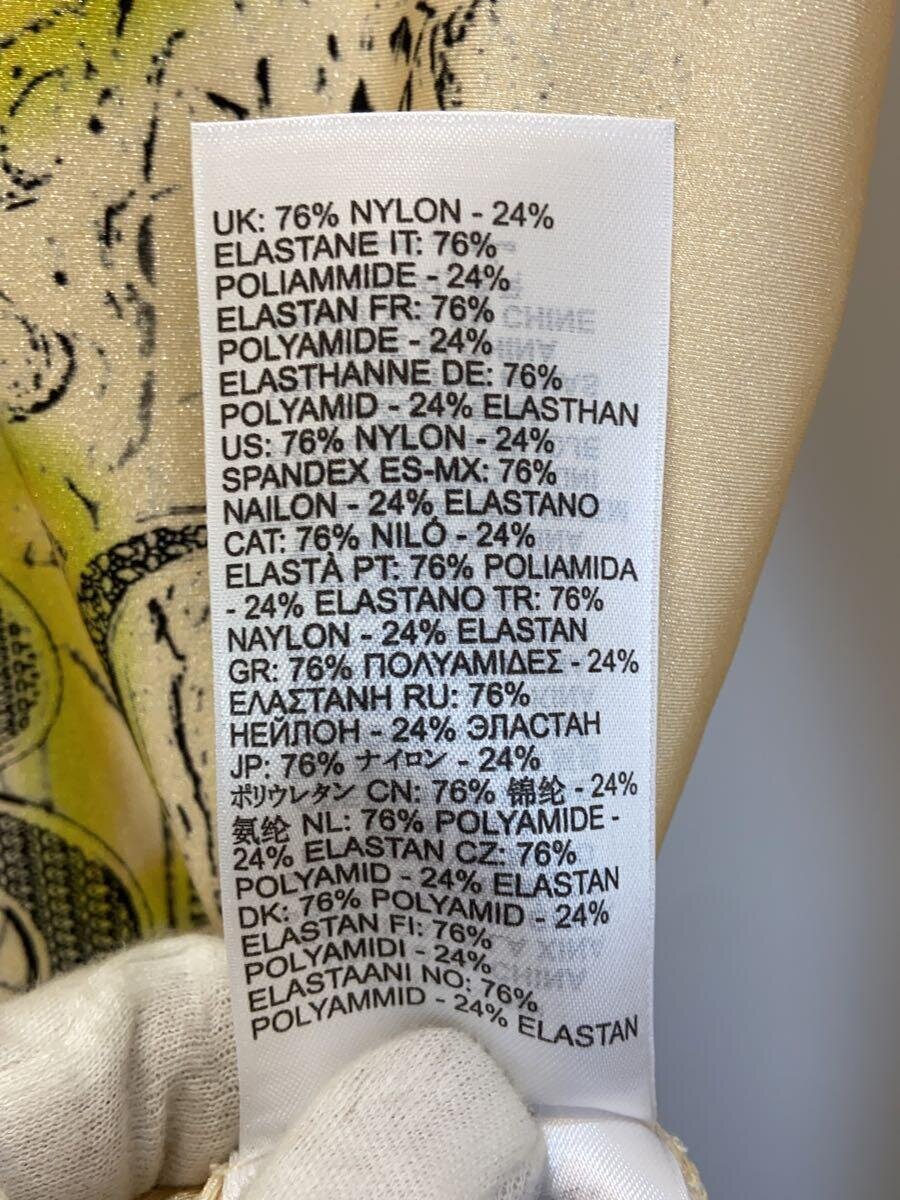 UK: 76% NYLON - 24%
ELASTANE IT: 76%
POLIAMMIDE - 24%
ELASTAN FR: 76%
POLYAMIDE - 24%
ELASTHANNE DE: 76%
POLYAMID - 24% ELASTHAN
US: 76% NYLON - 24%
SPANDEX ES-MX: 76%
NAILON - 24% ELASTANO
CAT: 76% NILÓ - 24%
ELASTÀ PT: 76% POLIAMIDA
- 24% ELASTANO TR: 76%
NAYLON - 24% ELASTAN
GR: 76% ΠΟΛΥΑΜΙΔΕΣ - 24%
ΕΛΑΣΤΑΝΗ RU: 76%
НЕЙЛОН - 24% ЭЛАСТАН
JP: 76% ナイロン - 24%
ポリウレタン CN: 76% 锦纶 - 24%
氨纶 NL: 76% POLYAMIDE -
24% ELASTAN CZ: 76%
POLYAMID - 24% ELASTAN
DK: 76% POLYAMID - 24%
ELASTAN FI: 76%
POLYAMIDI - 24%
ELASTAANI NO: 76%
POLYAMMID - 24% ELASTAN